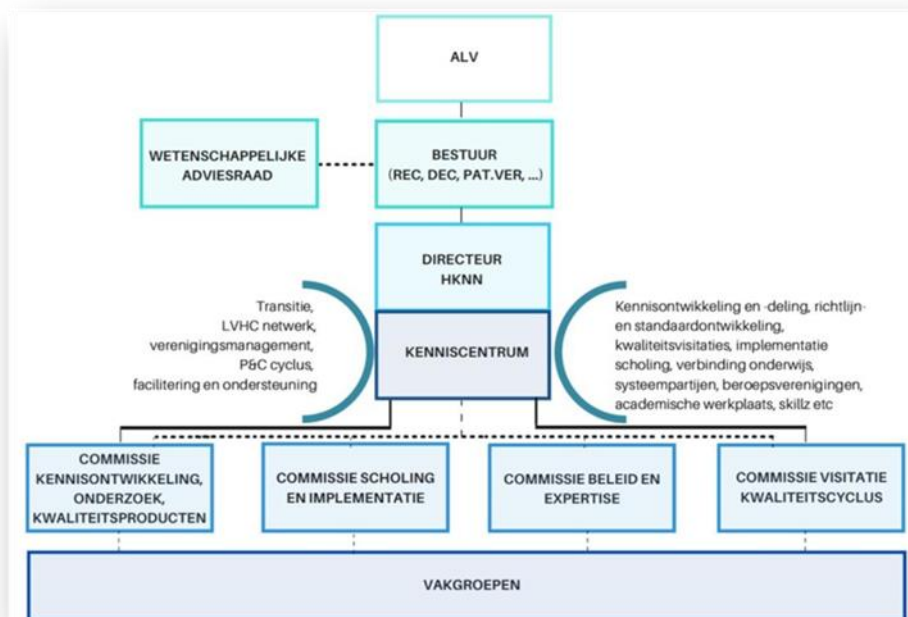 ALV
WETENSCHAPPELIJKE
ADVIESRAAD
BESTUUR
(REC, DEC, PAT.VER, ...)
DIRECTEUR
HKNN
Transitie,
LVHC netwerk,
verenigingsmanagement,
P&C cyclus,
facilitering en ondersteuning
KENNISCENTRUM
Kennisontwikkeling en -deling, richtlijn-
en standaardontwikkeling,
kwaliteitsvisitaties, implementatie
scholing, verbinding onderwijs,
systeempartijen, beroepsverenigingen,
academische werkplaats, skillz etc
COMMISSIE
KENNISONTWIKKELING,
ONDERZOEK,
KWALITEITSPRODUCTEN
COMMISSIE SCHOLING
EN IMPLEMENTATIE
COMMISSIE BELEID EN
EXPERTISE
COMMISSIE VISITATIE
KWALITEITSCYCLUS
VAKGROEPEN